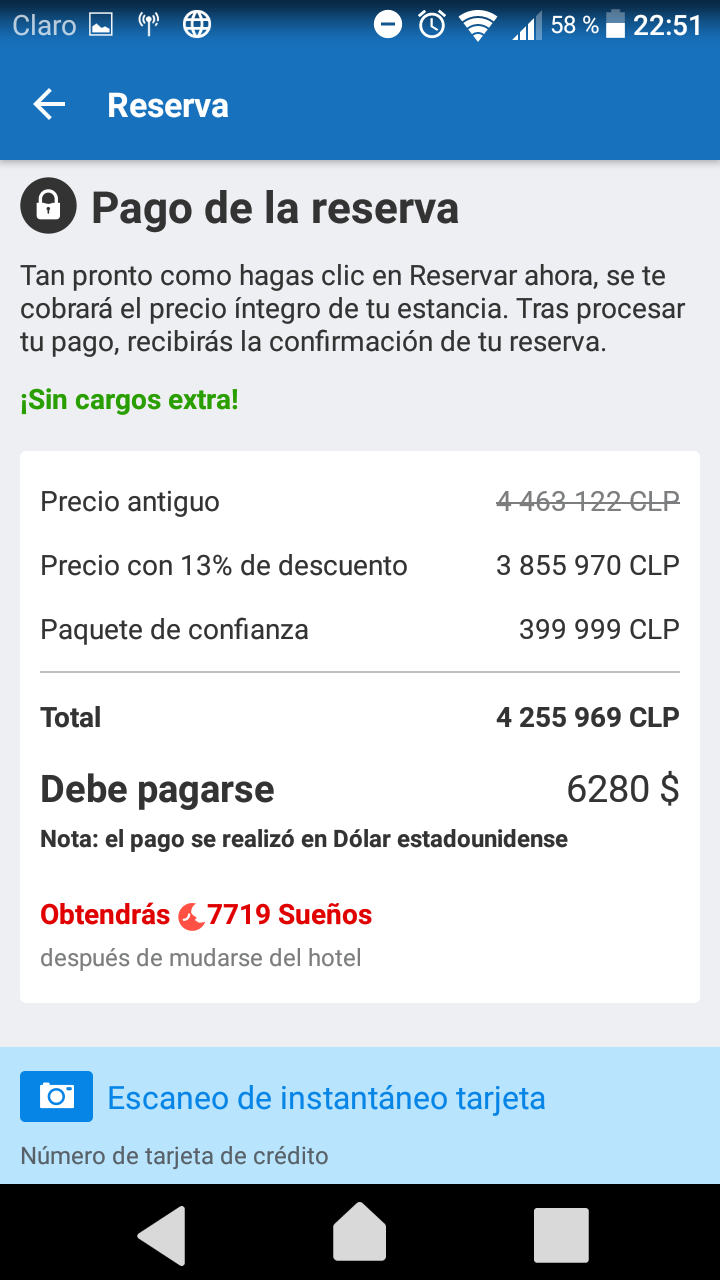 Claro 58 % 22:51
Reserva
Pago de la reserva
Tan pronto como hagas clic en Reservar ahora, se te
cobrará el precio íntegro de tu estancia. Tras procesar
tu pago, recibirás la confirmación de tu reserva.
¡Sin cargos extra!
Precio antiguo 4 463 122 CLP
Precio con 13% de descuento 3 855 970 CLP
Paquete de confianza 399 999 CLP
Total 4 255 969 CLP
Debe pagarse 6280 $
Nota: el pago se realizó en Dólar estadounidense
Obtendrás 7719 Sueños
después de mudarse del hotel
Escaneo de instantáneo tarjeta
Número de tarjeta de crédito